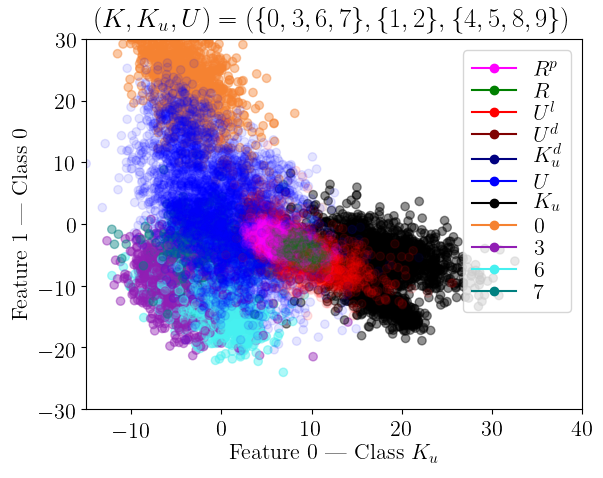 (K, K_u, U) = ({0, 3, 6, 7}, {1, 2}, {4, 5, 8, 9})
30
20
10
0
−10
−20
−30
Feature 1 — Class 0
−10 0 10 20 30 40
Feature 0 — Class K_u
R^p
R
U^l
U^d
K_u^d
U
K_u
0
3
6
7